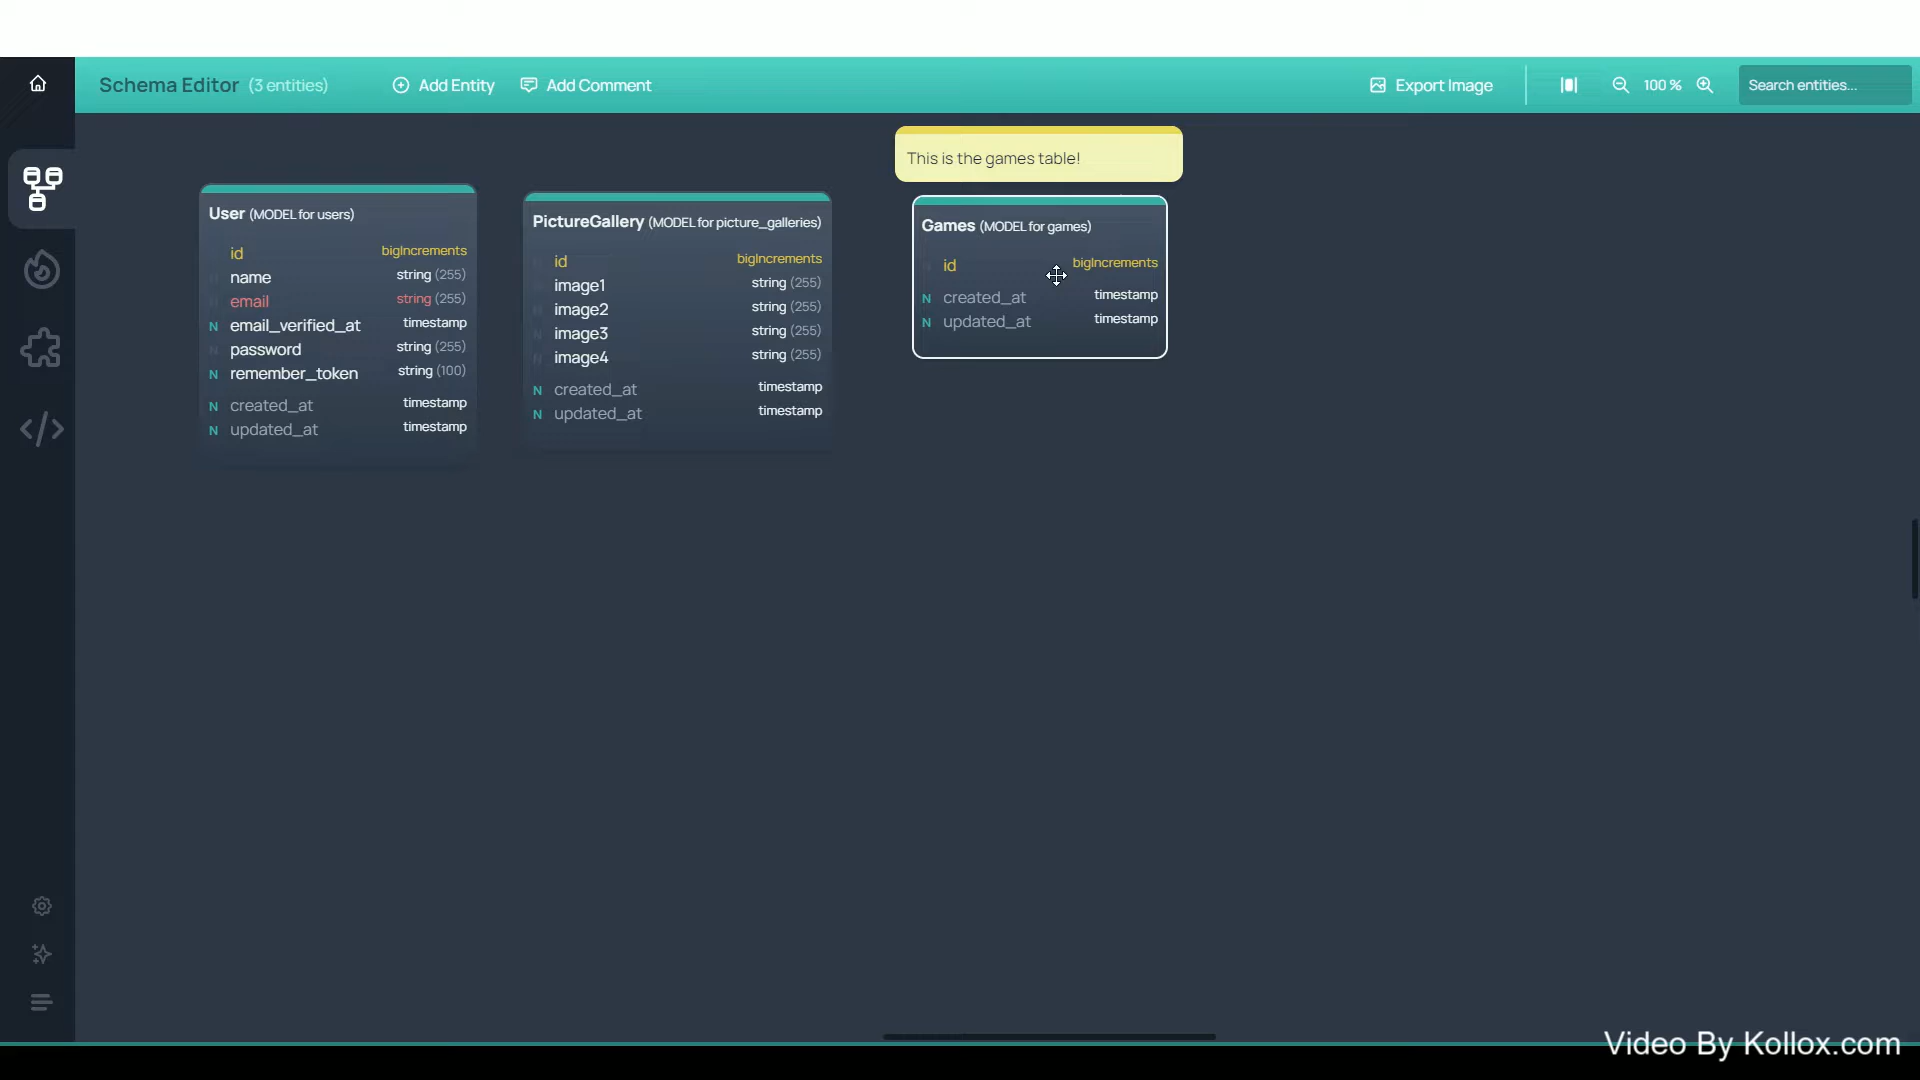 Schema Editor (3 entities)
Add Entity
Add Comment
Export Image
100 %
Search entities...
This is the games table!
User (MODEL for users)
id bigIncrements
name string (255)
email string (255)
N email_verified_at timestamp
password string (255)
N remember_token string (100)
N created_at timestamp
N updated_at timestamp
PictureGallery (MODEL for picture_galleries)
id bigIncrements
image1 string (255)
image2 string (255)
image3 string (255)
image4 string (255)
N created_at timestamp
N updated_at timestamp
Games (MODEL for games)
id bigIncrements
N created_at timestamp
N updated_at timestamp
Video By Kollox.com